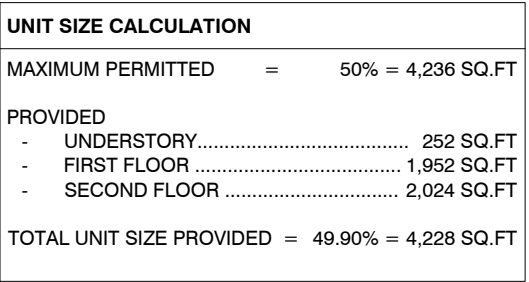 UNIT SIZE CALCULATION
MAXIMUM PERMITTED = 50% = 4,236 SQ.FT
PROVIDED
- UNDERSTORY....................................... 252 SQ.FT
- FIRST FLOOR ...................................... 1,952 SQ.FT
- SECOND FLOOR ................................ 2,024 SQ.FT
TOTAL UNIT SIZE PROVIDED = 49.90% = 4,228 SQ.FT